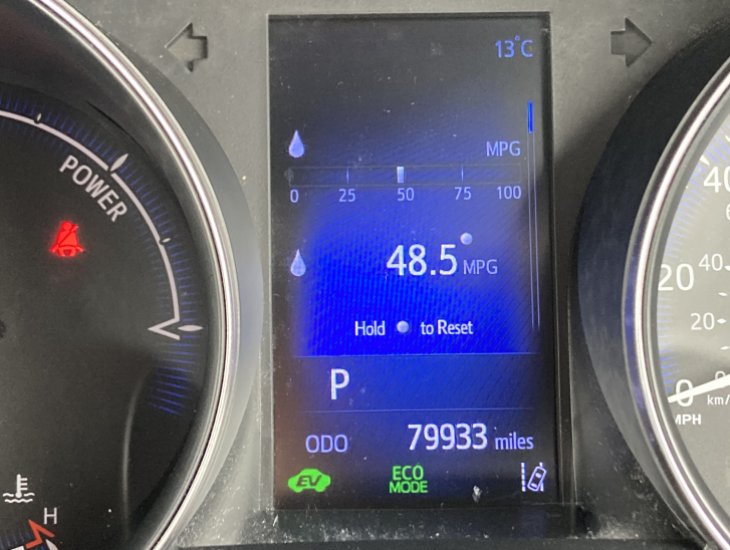 13°C
MPG
0 25 50 75 100
48.5 MPG
Hold to Reset
P
ODO 79933 miles
EV ECO MODE
POWER
H
40
20 40
20
0 0
km/
MPH